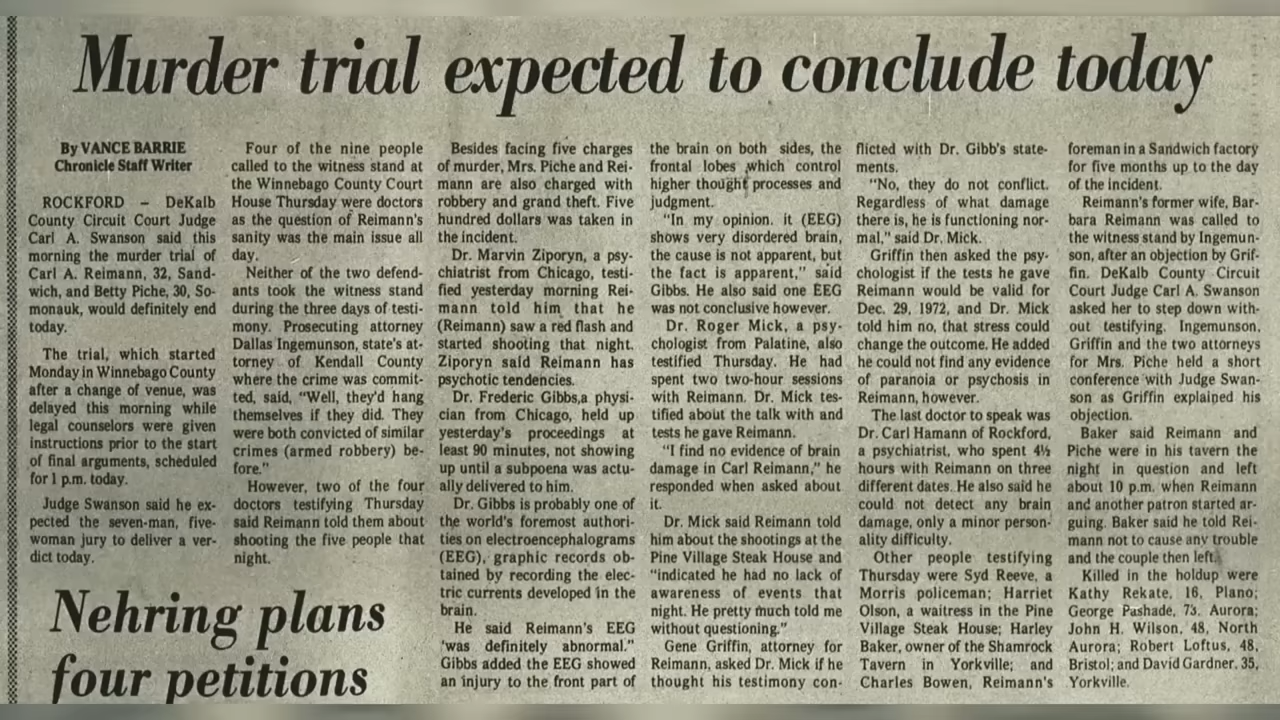 Murder trial expected to conclude today
By VANCE BARRIE
Chronicle Staff Writer
ROCKFORD — DeKalb
County Circuit Court Judge
Carl A. Swanson said this
morning the murder trial of
Carl A. Reimann, 32, Sand-
wich, and Betty Piche, 30, So-
monauk, would definitely end
today.
The trial, which started
Monday in Winnebago County
after a change of venue, was
delayed this morning while
legal counselors were given
instructions prior to the start
of final arguments, scheduled
for 1 p.m. today.
Judge Swanson said he ex-
pected the seven-man, five-
woman jury to deliver a ver-
dict today.
Nehring plans
four petitions
Four of the nine people
called to the witness stand at
the Winnebago County Court
House Thursday were doctors
as the question of Reimann's
sanity was the main issue all
day.
Neither of the two defend-
ants took the witness stand
during the three days of testi-
mony. Prosecuting attorney
Dallas Ingemunson, state's at-
torney of Kendall County
where the crime was commit-
ted, said, "Well, they'd hang
themselves if they did. They
were both convicted of similar
crimes (armed robbery) be-
fore."
However, two of the four
doctors testifying Thursday
said Reimann told them about
shooting the five people that
night.
Besides facing five charges
of murder, Mrs. Piche and Rei-
mann are also charged with
robbery and grand theft. Five
hundred dollars was taken in
the incident.
Dr. Marvin Ziporyn, a psy-
chiatrist from Chicago, testi-
fied yesterday morning Rei-
mann told him that he
(Reimann) saw a red flash and
started shooting that night.
Ziporyn said Reimann has
psychotic tendencies.
Dr. Frederic Gibbs,a physi-
cian from Chicago, held up
yesterday's proceedings at
least 90 minutes, not showing
up until a subpoena was actu-
ally delivered to him.
Dr. Gibbs is probably one of
the world's foremost authori-
ties on electroencephalograms
(EEG), graphic records ob-
tained by recording the elec-
tric currents developed in the
brain.
He said Reimann's EEG
'was definitely abnormal."
Gibbs added the EEG showed
an injury to the front part of
the brain on both sides, the
frontal lobes which control
higher thought processes and
judgment.
"In my opinion. it (EEG)
shows very disordered brain,
the cause is not apparent, but
the fact is apparent," said
Gibbs. He also said one EEG
was not conclusive however.
Dr. Roger Mick, a psy-
chologist from Palatine, also
testified Thursday. He had
spent two two-hour sessions
with Reimann. Dr. Mick tes-
tified about the talk with and
tests he gave Reimann.
"I find no evidence of brain
damage in Carl Reimann," he
responded when asked about
it.
Dr. Mick said Reimann told
him about the shootings at the
Pine Village Steak House and
"indicated he had no lack of
awareness of events that
night. He pretty much told me
without questioning."
Gene Griffin, attorney for
Reimann, asked Dr. Mick if he
thought his testimony con-
flicted with Dr. Gibb's state-
ments.
"No, they do not conflict.
Regardless of what damage
there is, he is functioning nor-
mal," said Dr. Mick.
Griffin then asked the psy-
chologist if the tests he gave
Reimann would be valid for
Dec. 29, 1972, and Dr. Mick
told him no, that stress could
change the outcome. He added
he could not find any evidence
of paranoia or psychosis in
Reimann, however.
The last doctor to speak was
Dr. Carl Hamann of Rockford,
a psychiatrist, who spent 4½
hours with Reimann on three
different dates. He also said he
could not detect any brain
damage, only a minor person-
ality difficulty.
Other people testifying
Thursday were Syd Reeve, a
Morris policeman; Harriet
Olson, a waitress in the Pine
Village Steak House; Harley
Baker, owner of the Shamrock
Tavern in Yorkville; and
Charles Bowen, Reimann's
foreman in a Sandwich factory
for five months up to the day
of the incident.
Reimann's former wife, Bar-
bara Reimann was called to
the witness stand by Ingemun-
son, after an objection by Grif-
fin. DeKalb County Circuit
Court Judge Carl A. Swanson
asked her to step down with-
out testifying. Ingemunson,
Griffin and the two attorneys
for Mrs. Piche held a short
conference with Judge Swan-
son as Griffin explained his
objection.
Baker said Reimann and
Piche were in his tavern the
night in question and left
about 10 p.m. when Reimann
and another patron started ar-
guing. Baker said he told Rei-
mann not to cause any trouble
and the couple then left.
Killed in the holdup were
Kathy Rekate, 16, Plano;
George Pashade, 73, Aurora;
John H. Wilson, 48, North
Aurora; Robert Loftus, 48,
Bristol; and David Gardner, 35,
Yorkville.